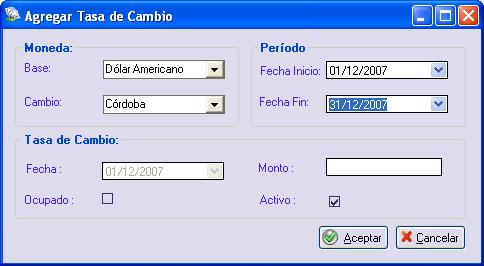 Agregar Tasa de Cambio
Moneda:
Base: Dólar Americano
Cambio: Córdoba
Período
Fecha Inicio: 01/12/2007
Fecha Fin: 31/12/2007
Tasa de Cambio:
Fecha : 01/12/2007
Monto :
Ocupado :
Activo :
Aceptar
Cancelar